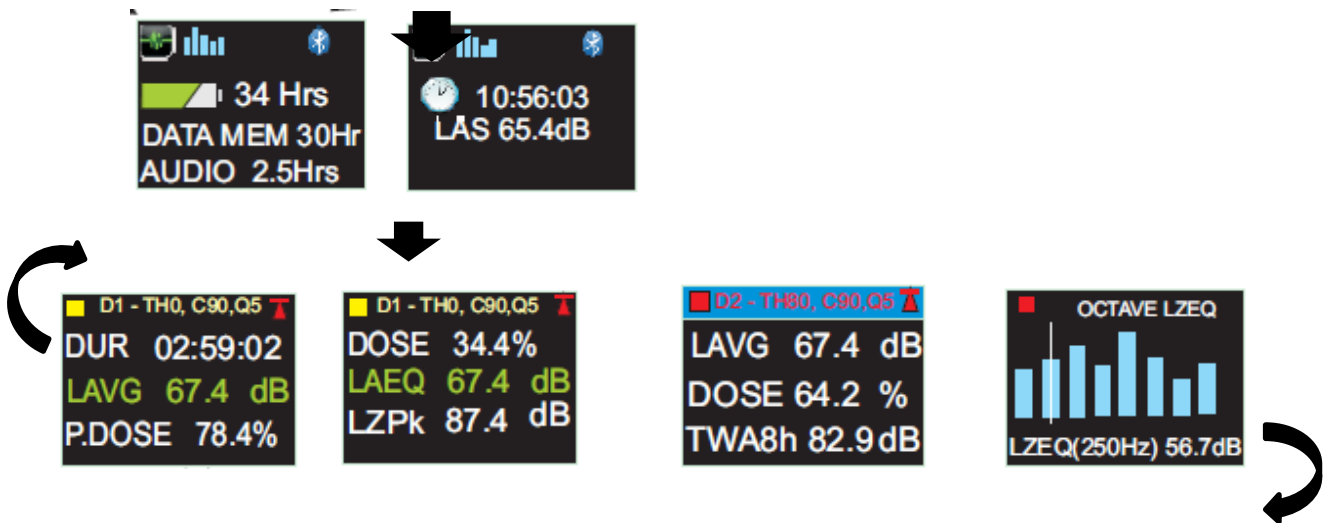 34 Hrs
DATA MEM 30Hr
AUDIO 2.5Hrs
10:56:03
LAS 65.4dB
D1 - TH0, C90,Q5
DUR 02:59:02
LAVG 67.4 dB
P.DOSE 78.4%
D1 - TH0, C90,Q5
DOSE 34.4%
LAEQ 67.4 dB
LZPk 87.4 dB
D2 - TH80, C90,Q5
LAVG 67.4 dB
DOSE 64.2 %
TWA8h 82.9 dB
OCTAVE LZEQ
LZEQ(250Hz) 56.7dB